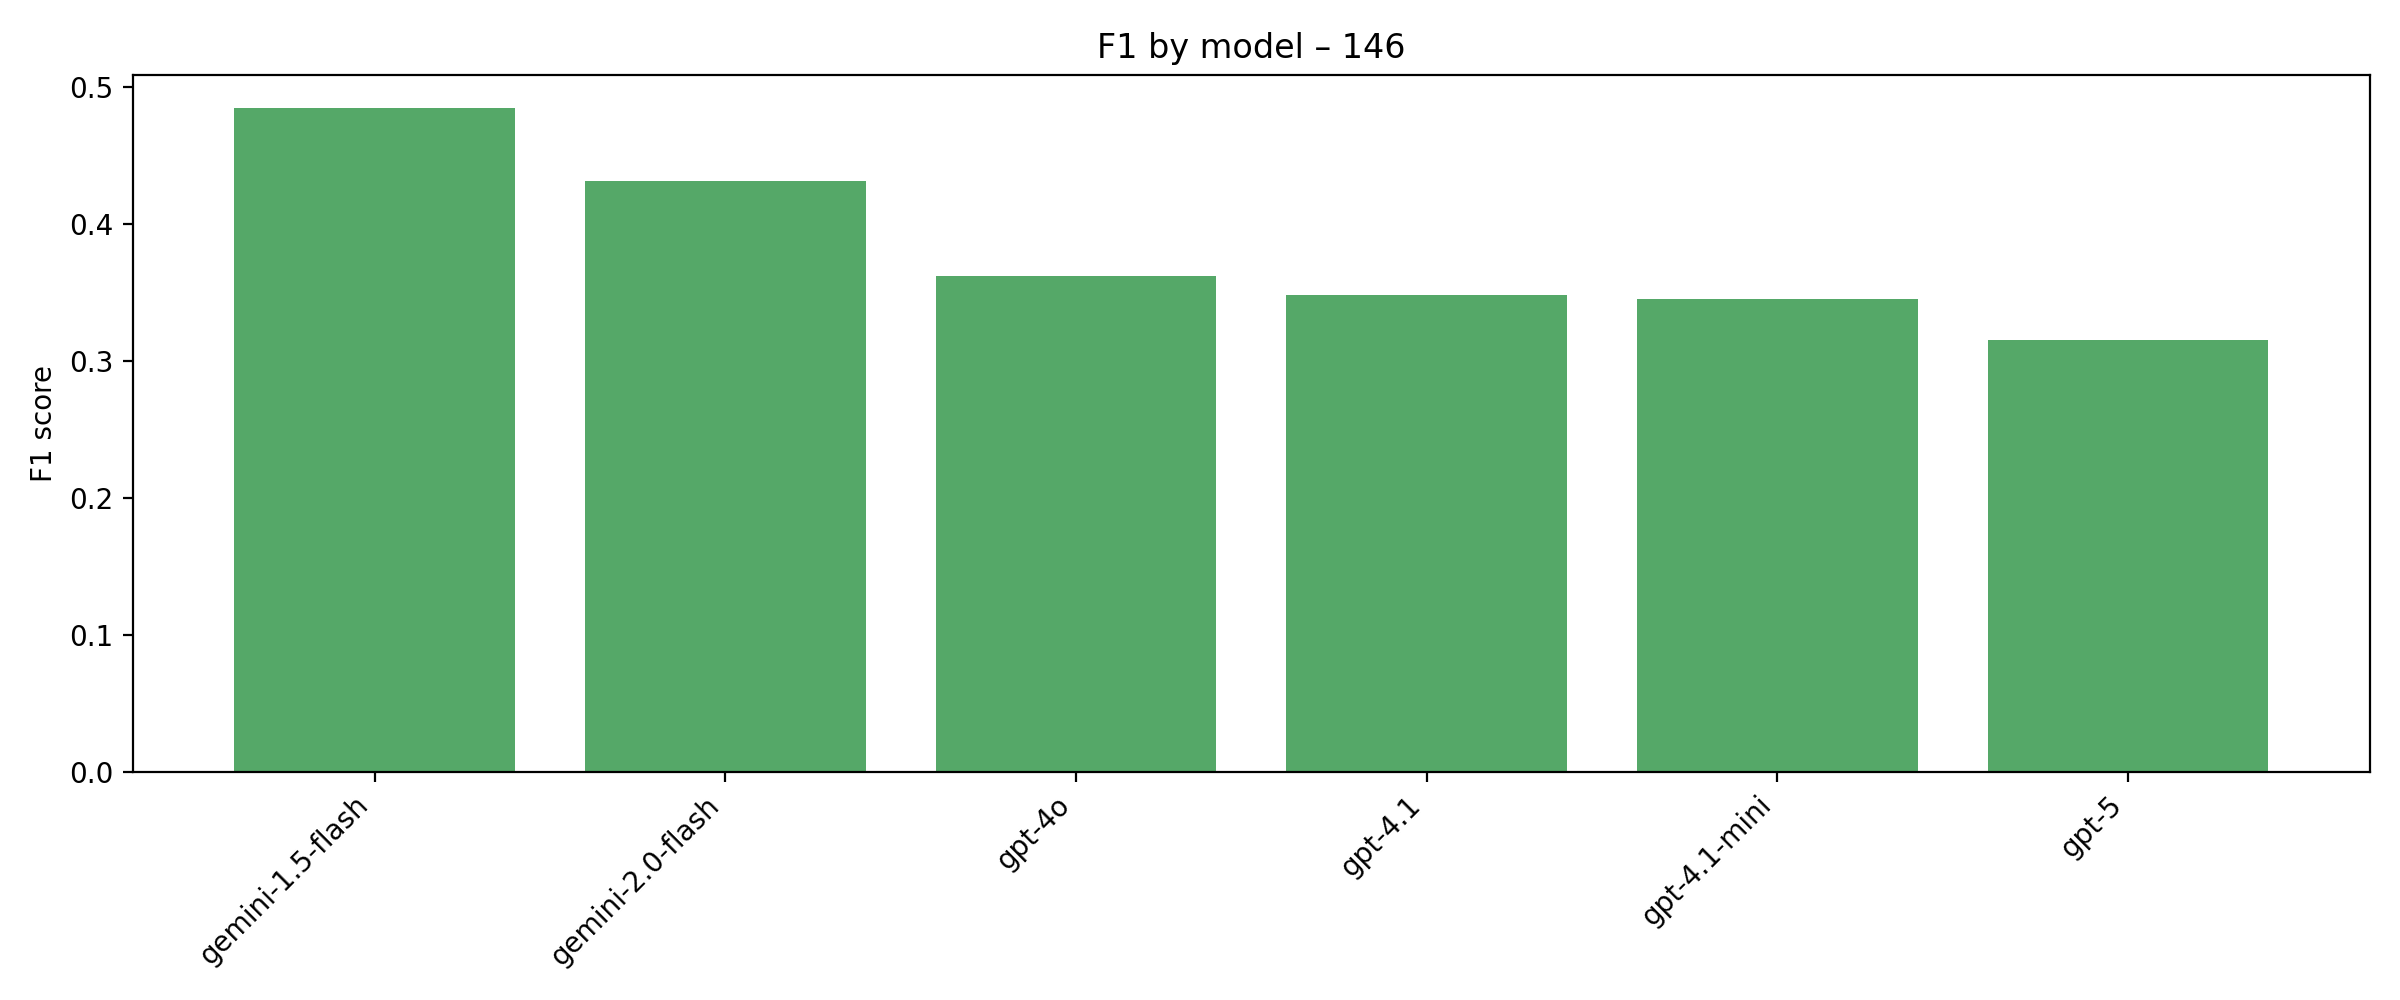 F1 by model – 146
F1 score
0.5
0.4
0.3
0.2
0.1
0.0
gemini-1.5-flash
gemini-2.0-flash
gpt-4o
gpt-4.1
gpt-4.1-mini
gpt-5